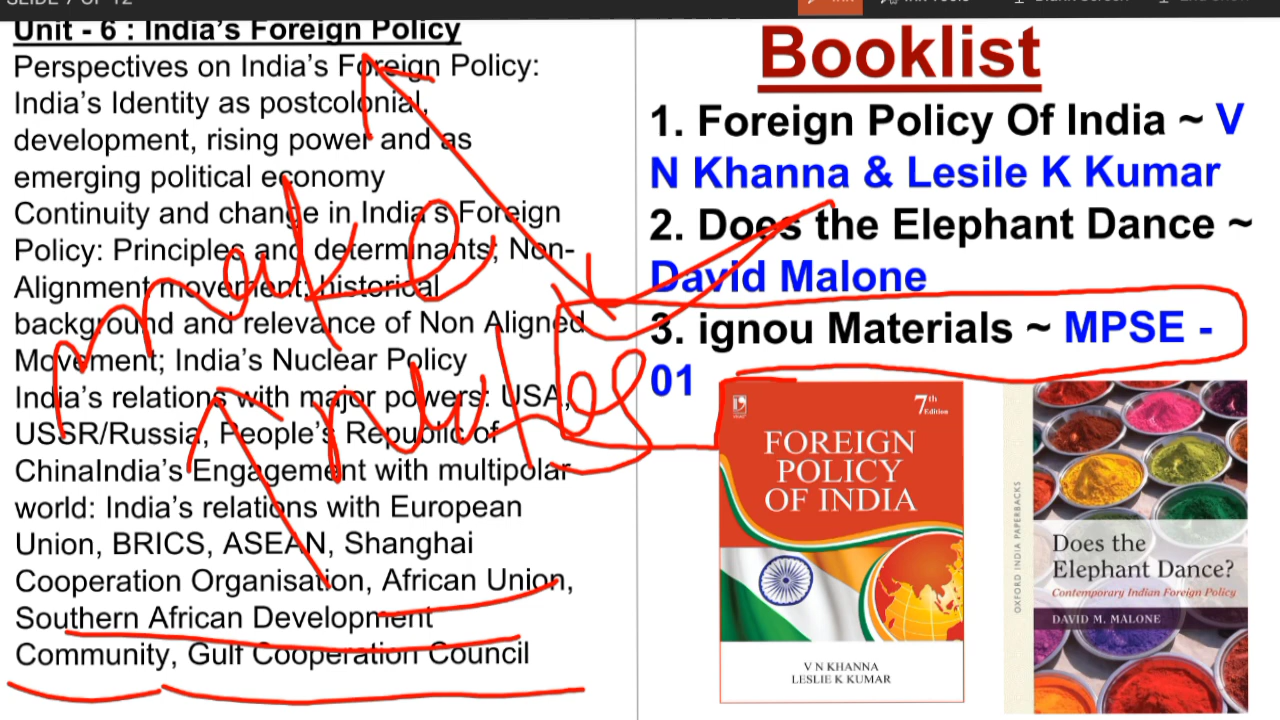 SLIDE 7 OF 12
Unit - 6 : India's Foreign Policy
Perspectives on India's Foreign Policy:
India's Identity as postcolonial,
development, rising power and as
emerging political economy
Continuity and change in India's Foreign
Policy: Principles and determinants; Non-
Alignment movement; historical
background and relevance of Non Aligned
Movement; India's Nuclear Policy
India's relations with major powers: USA,
USSR/Russia, People's Republic of
ChinaIndia's Engagement with multipolar
world: India's relations with European
Union, BRICS, ASEAN, Shanghai
Cooperation Organisation, African Union,
Southern African Development
Community, Gulf Cooperation Council
make
Notes
Booklist
1. Foreign Policy Of India ~ V
N Khanna & Lesile K Kumar
2. Does the Elephant Dance ~
David Malone
3. ignou Materials ~ MPSE -
01
7th
Edition
FOREIGN
POLICY
OF INDIA
V N KHANNA
LESLIE K KUMAR
OXFORD INDIA PAPERBACKS
Does the
Elephant Dance?
Contemporary Indian Foreign Policy
DAVID M. MALONE